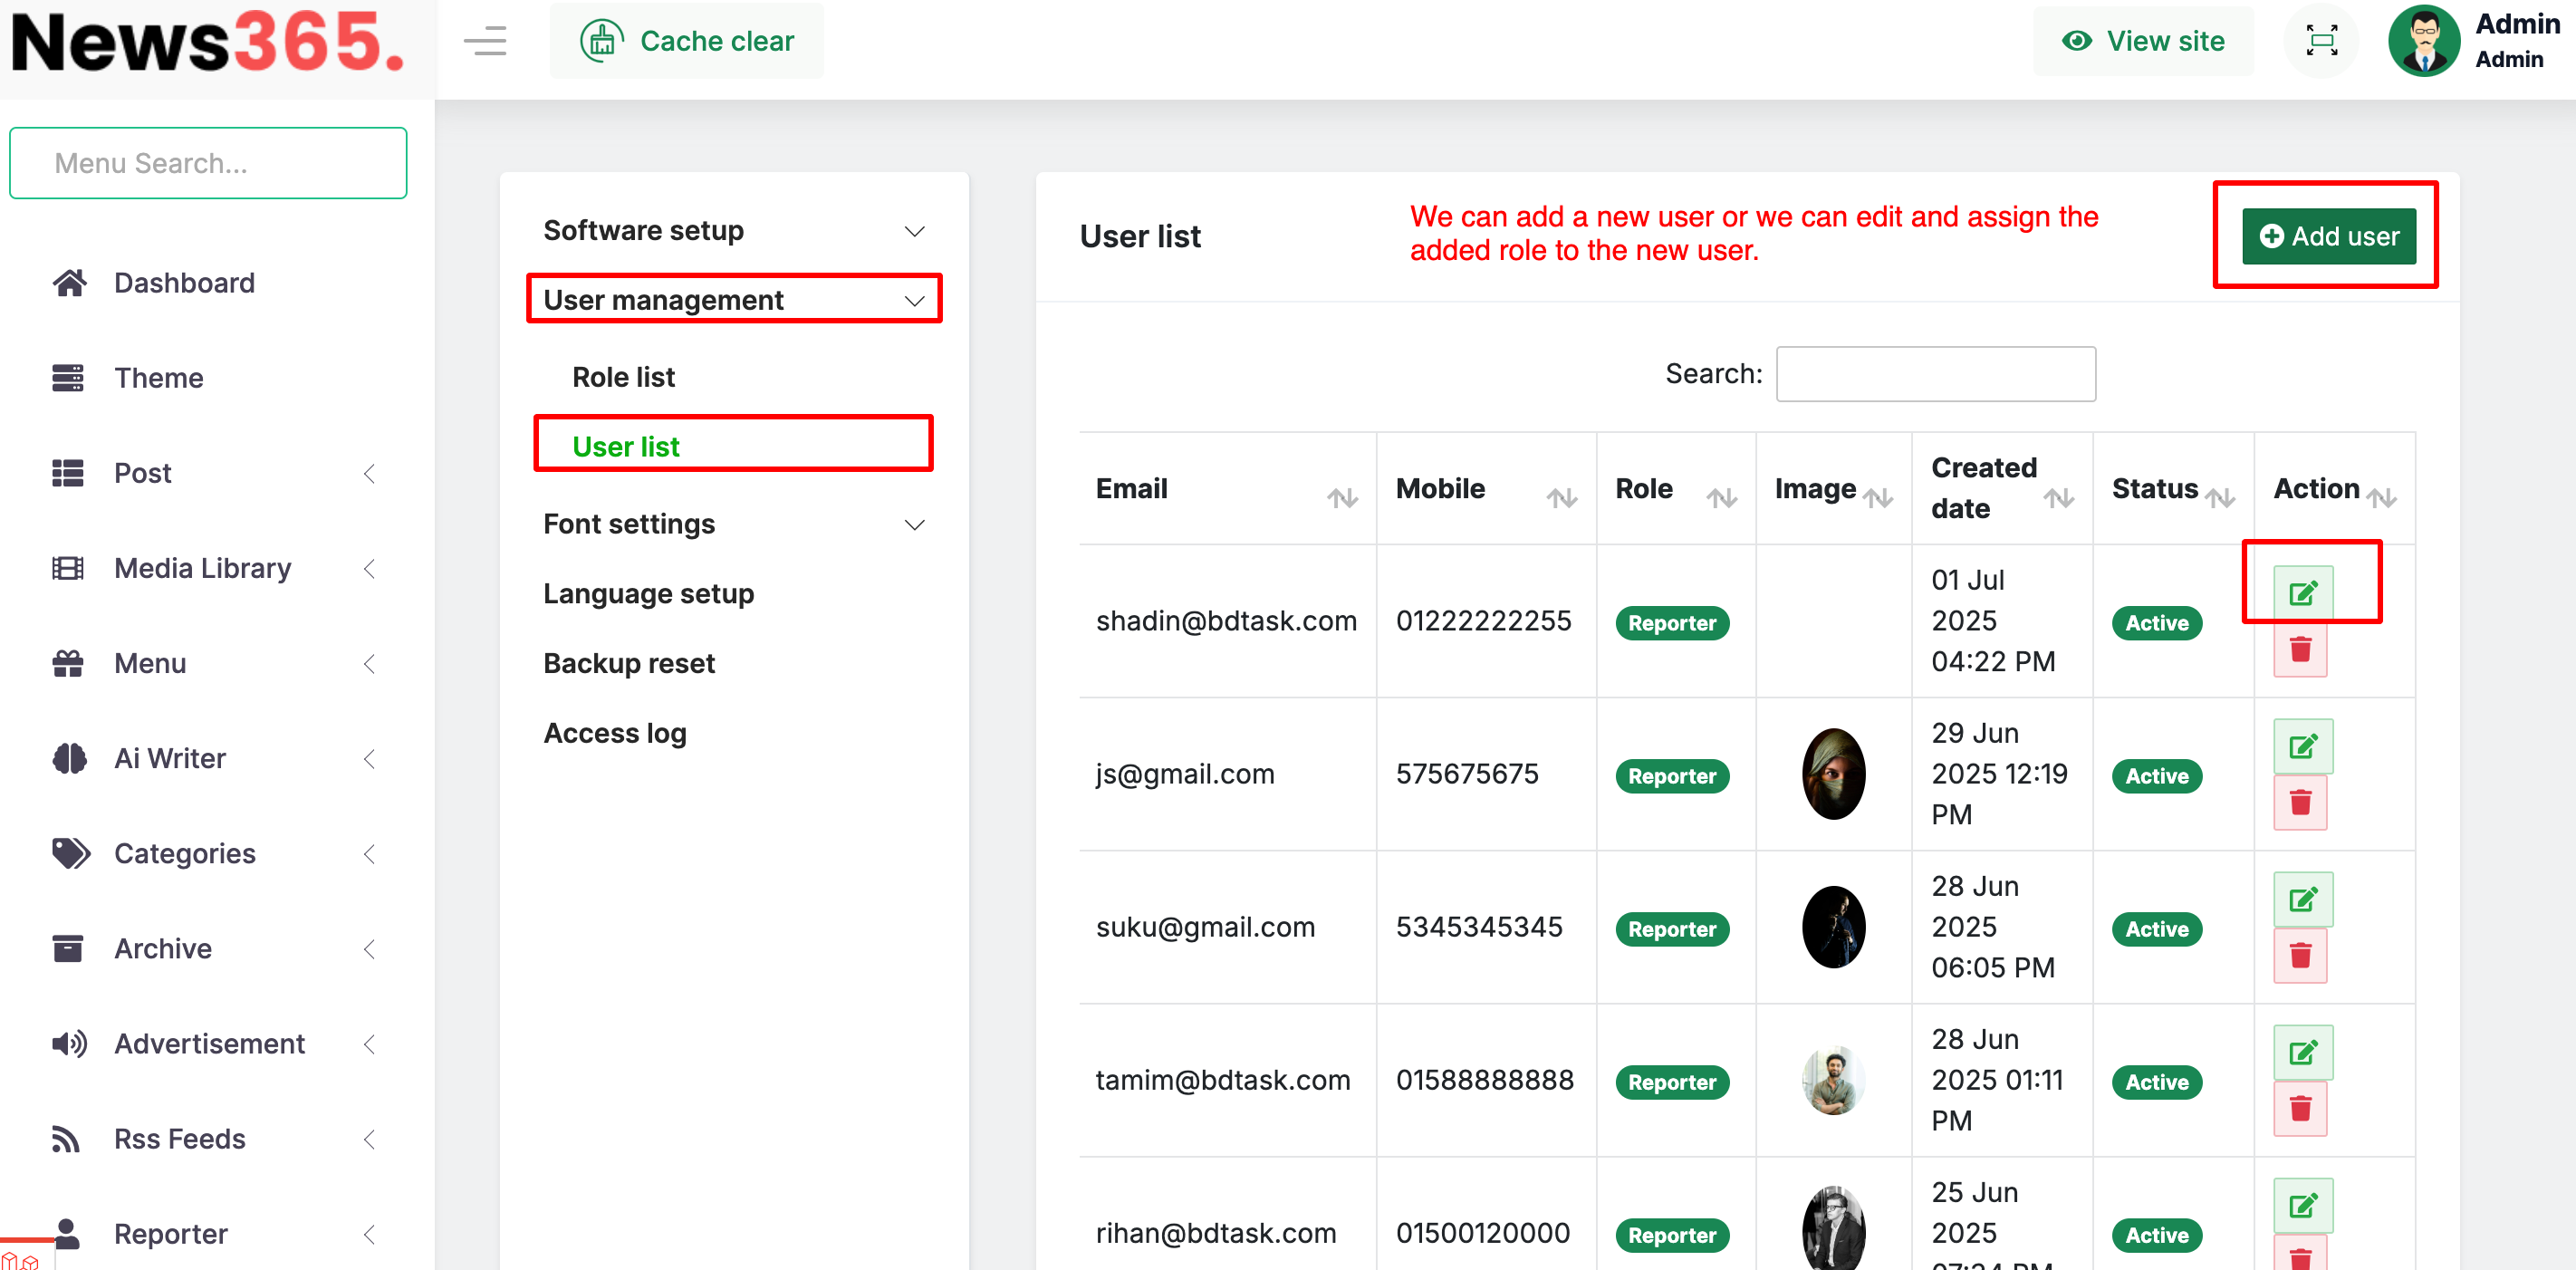 News365.
Cache clear
View site
Admin
Admin
Menu Search...
Dashboard
Theme
Post
Media Library
Menu
Ai Writer
Categories
Archive
Advertisement
Rss Feeds
Reporter
Software setup
User management
Role list
User list
Font settings
Language setup
Backup reset
Access log
User list
We can add a new user or we can edit and assign the
added role to the new user.
Add user
Search:
Email Mobile Role Image Created date Status Action
shadin@bdtask.com 01222222255 Reporter 01 Jul 2025 04:22 PM Active
js@gmail.com 575675675 Reporter 29 Jun 2025 12:19 PM Active
suku@gmail.com 5345345345 Reporter 28 Jun 2025 06:05 PM Active
tamim@bdtask.com 01588888888 Reporter 28 Jun 2025 01:11 PM Active
rihan@bdtask.com 01500120000 Reporter 25 Jun 2025 Active